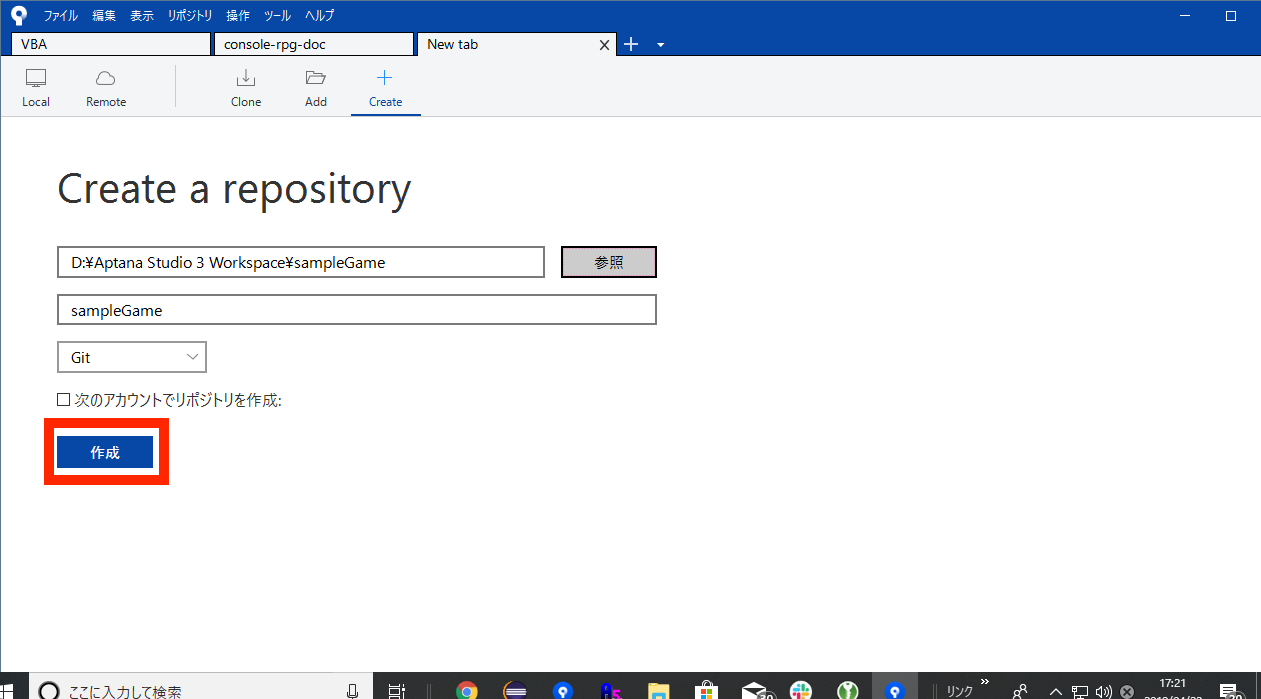 ファイル 編集 表示 リポジトリ 操作 ツール ヘルプ
VBA console-rpg-doc New tab
Local Remote Clone Add Create
Create a repository
D:¥Aptana Studio 3 Workspace¥sampleGame 参照
sampleGame
Git
次のアカウントでリポジトリを作成:
作成
ここに入力して検索 リンク 17:21